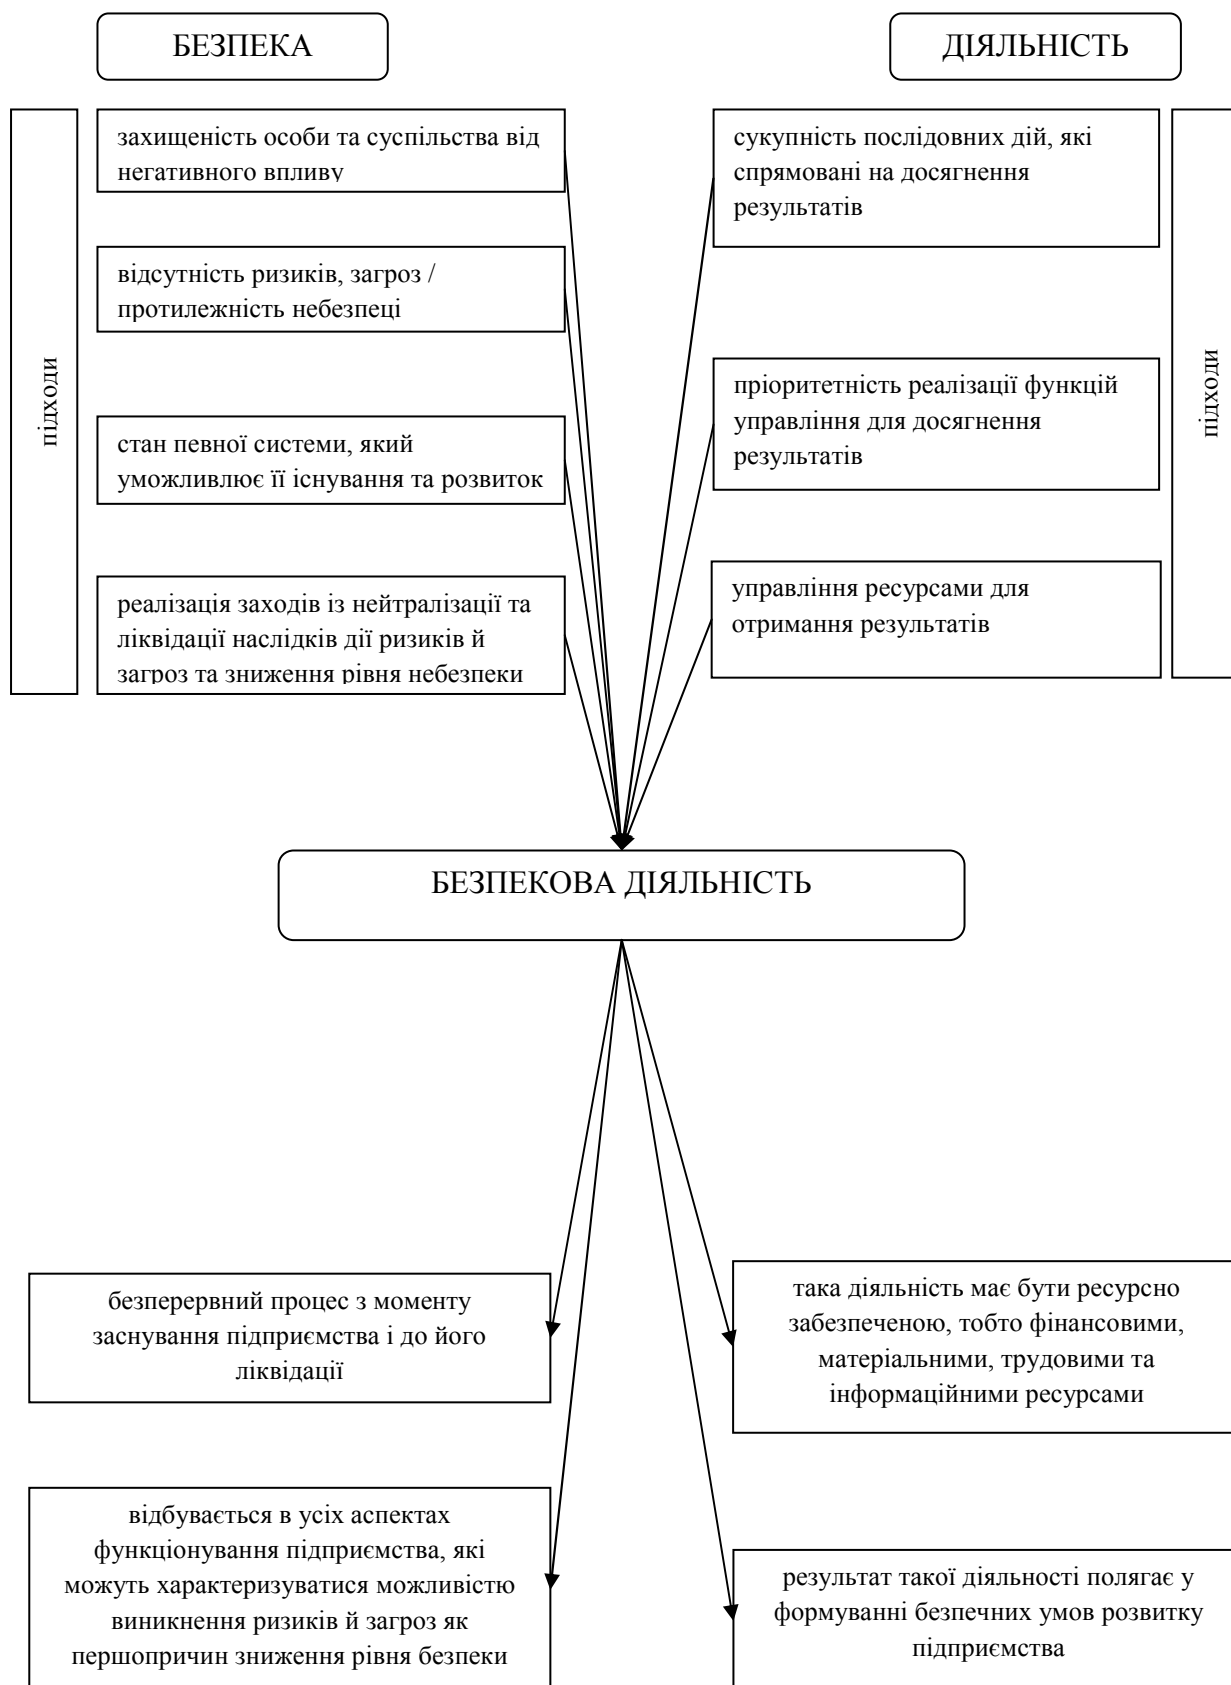 БЕЗПЕКА
ДІЯЛЬНІСТЬ
підходи
захищеність особи та суспільства від
негативного впливу
відсутність ризиків, загроз /
протилежність небезпеці
стан певної системи, який
уможливлює її існування та розвиток
реалізація заходів із нейтралізації та
ліквідації наслідків дії ризиків й
загроз та зниження рівня небезпеки
сукупність послідовних дій, які
спрямовані на досягнення
результатів
пріоритетність реалізації функцій
управління для досягнення
результатів
управління ресурсами для
отримання результатів
підходи
БЕЗПЕКОВА ДІЯЛЬНІСТЬ
безперервний процес з моменту
заснування підприємства і до його
ліквідації
відбувається в усіх аспектах
функціонування підприємства, які
можуть характеризуватися можливістю
виникнення ризиків й загроз як
першопричин зниження рівня безпеки
така діяльність має бути ресурсно
забезпеченою, тобто фінансовими,
матеріальними, трудовими та
інформаційними ресурсами
результат такої діяльності полягає у
формуванні безпечних умов розвитку
підприємства